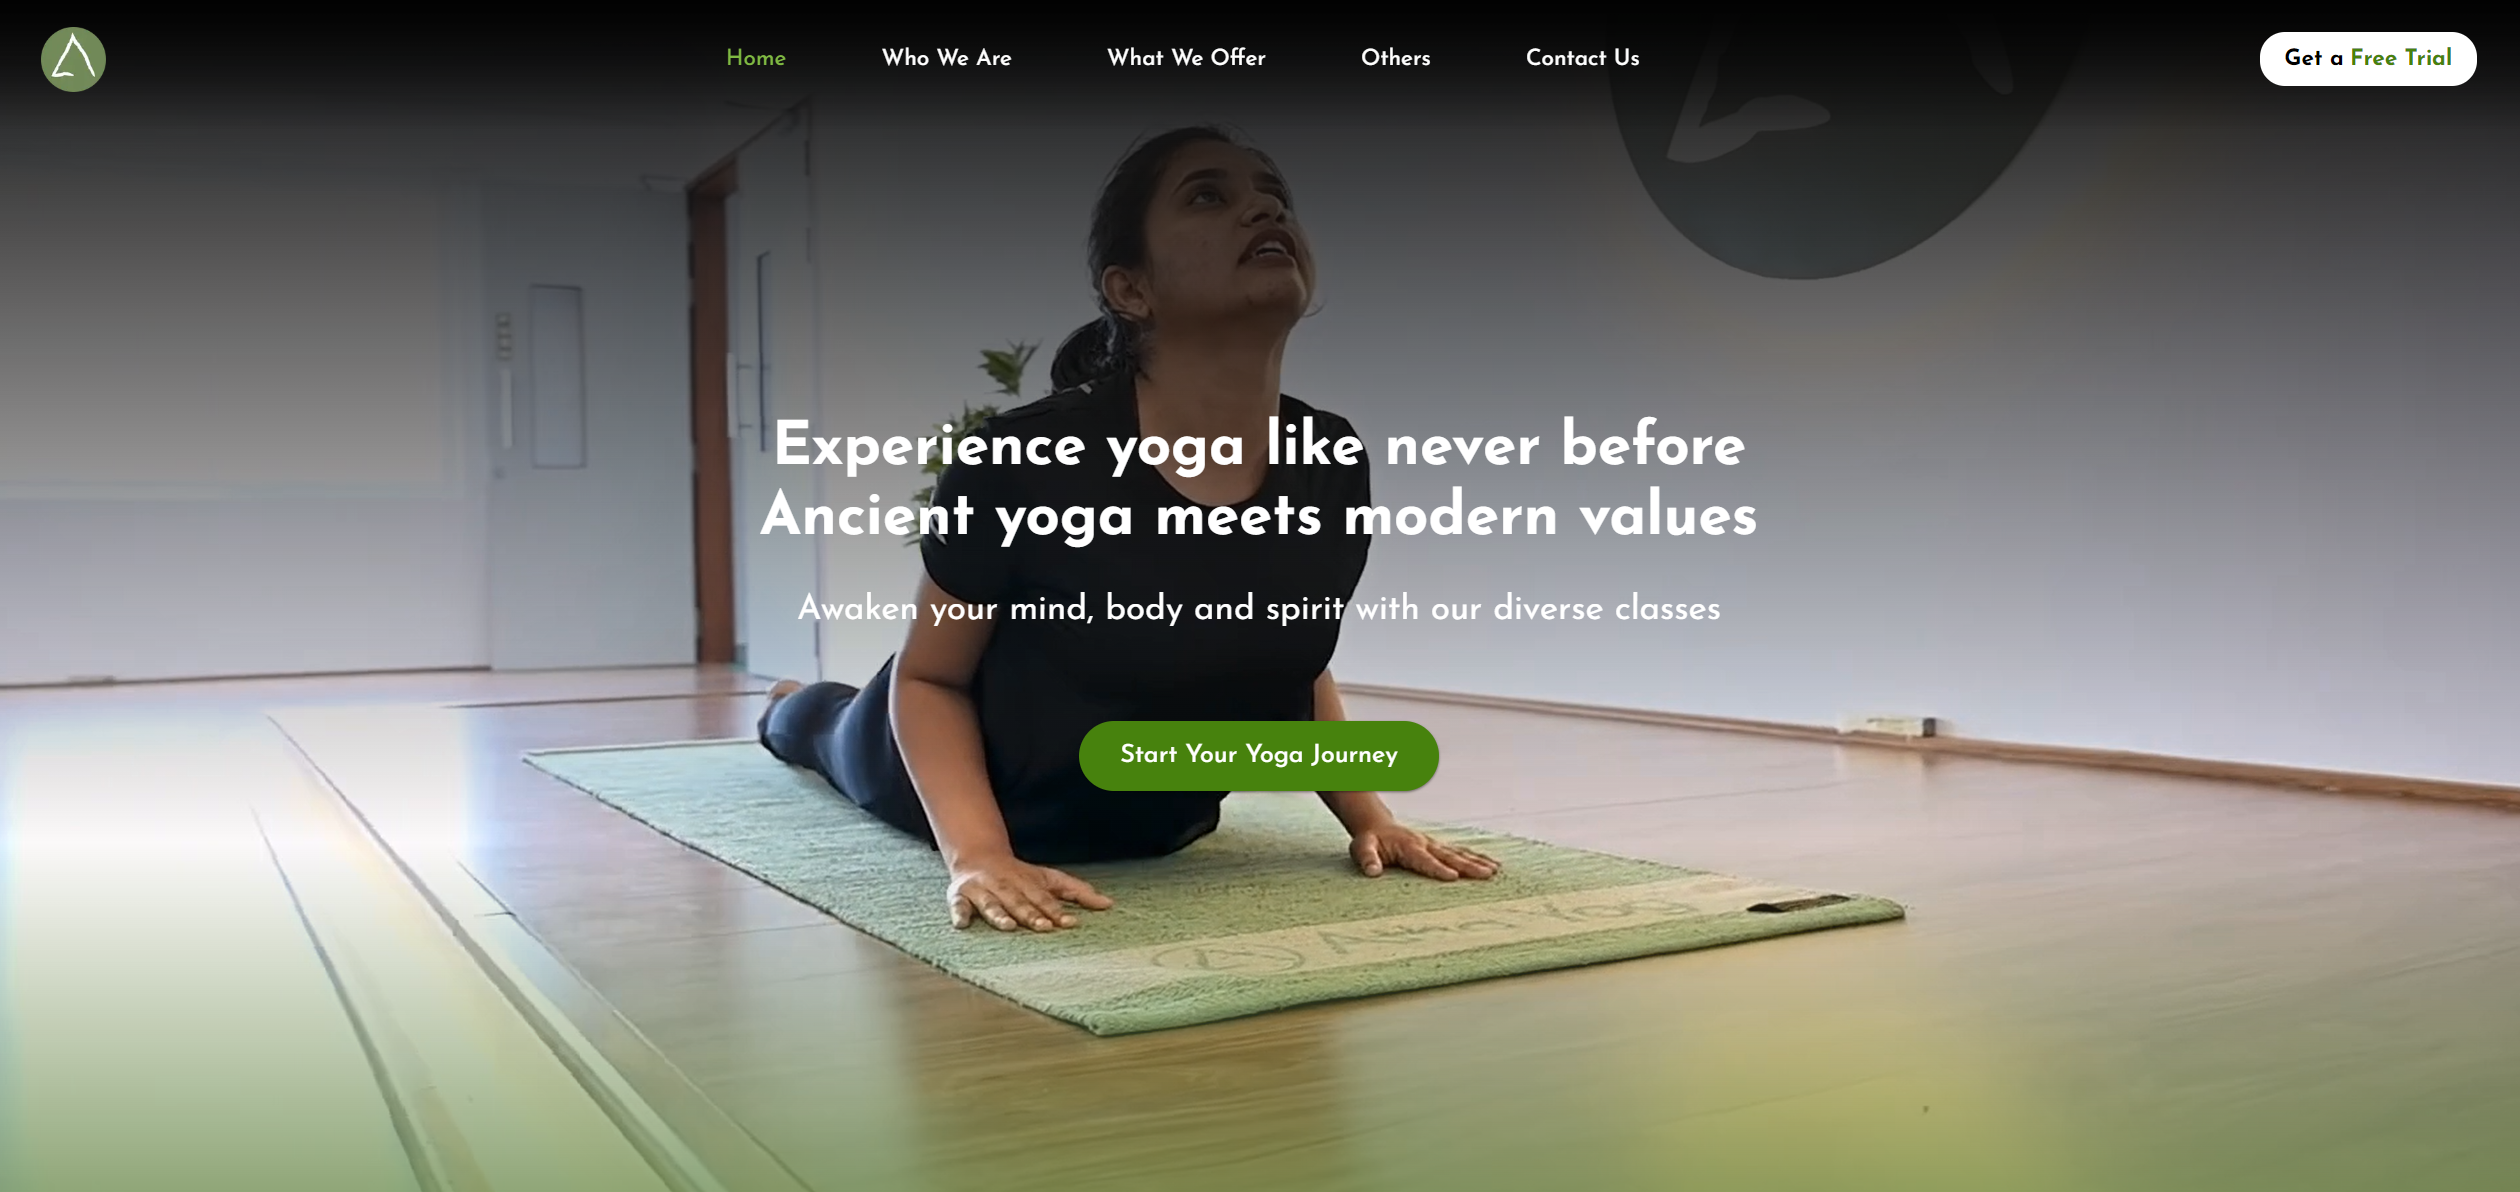 Home
Who We Are
What We Offer
Others
Contact Us
Get a Free Trial
Experience yoga like never before
Ancient yoga meets modern values
Awaken your mind, body and spirit with our diverse classes
Start Your Yoga Journey